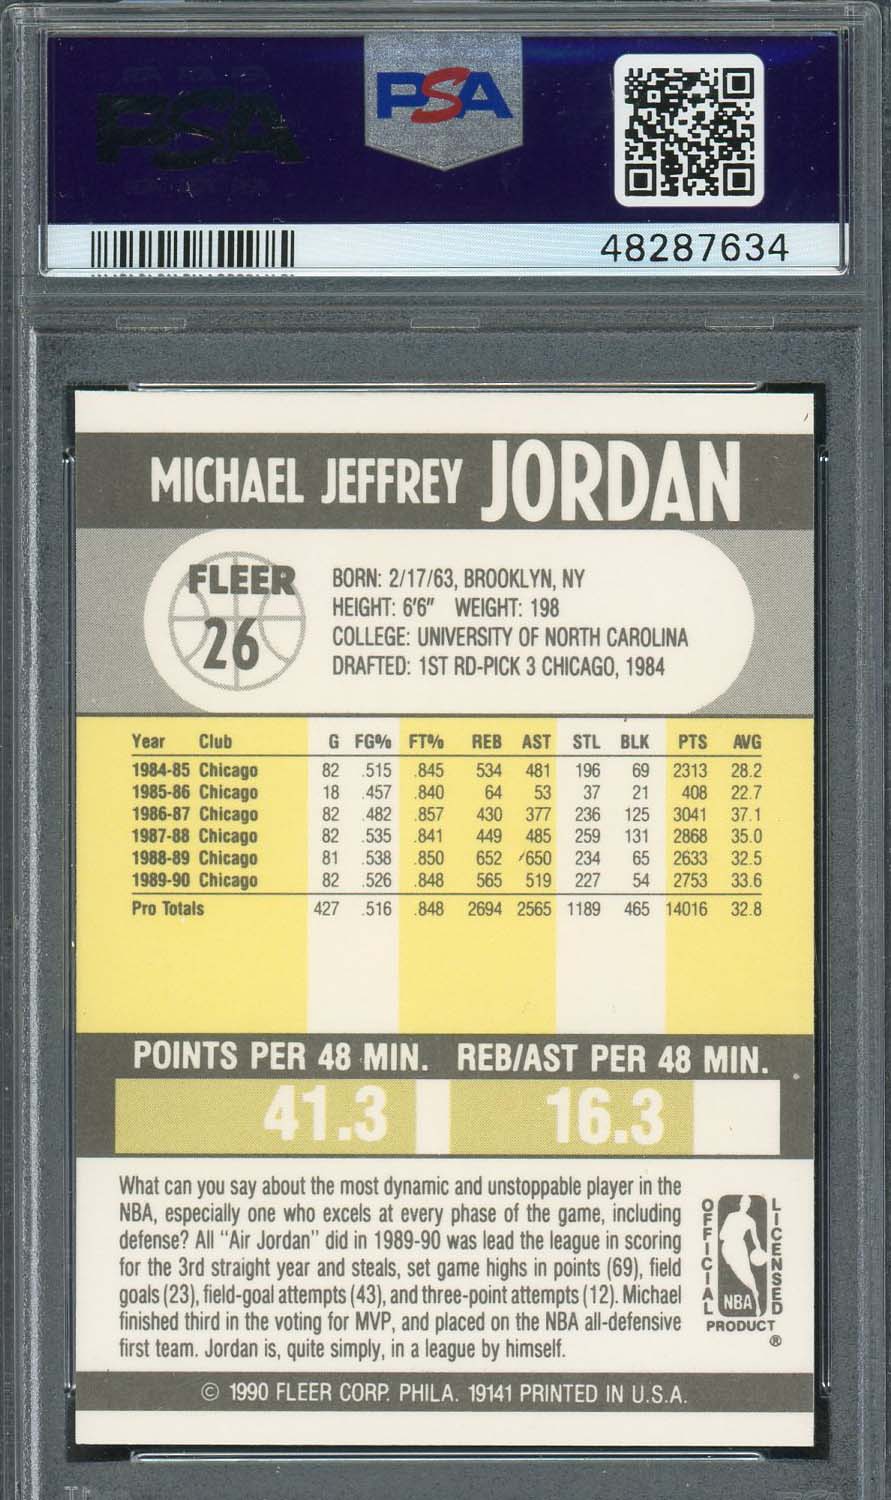 PSA
PSA
48287634
MICHAEL JEFFREY JORDAN
FLEER
26
BORN: 2/17/63, BROOKLYN, NY
HEIGHT: 6'6" WEIGHT: 198
COLLEGE: UNIVERSITY OF NORTH CAROLINA
DRAFTED: 1ST RD-PICK 3 CHICAGO, 1984
Year Club G FG% FT% REB AST STL BLK PTS AVG
1984-85 Chicago 82 .515 .845 534 481 196 69 2313 28.2
1985-86 Chicago 18 .457 .840 64 53 37 21 408 22.7
1986-87 Chicago 82 .482 .857 430 377 236 125 3041 37.1
1987-88 Chicago 82 .535 .841 449 485 259 131 2868 35.0
1988-89 Chicago 81 .538 .850 652 650 234 65 2633 32.5
1989-90 Chicago 82 .526 .848 565 519 227 54 2753 33.6
Pro Totals 427 .516 .848 2694 2565 1189 465 14016 32.8
POINTS PER 48 MIN. REB/AST PER 48 MIN.
41.3 16.3
What can you say about the most dynamic and unstoppable player in the
NBA, especially one who excels at every phase of the game, including
defense? All "Air Jordan" did in 1989-90 was lead the league in scoring
for the 3rd straight year and steals, set game highs in points (69), field
goals (23), field-goal attempts (43), and three-point attempts (12). Michael
finished third in the voting for MVP, and placed on the NBA all-defensive
first team. Jordan is, quite simply, in a league by himself.
OFFICIAL
NBA
LICENSED
PRODUCT
®
© 1990 FLEER CORP. PHILA. 19141 PRINTED IN U.S.A.